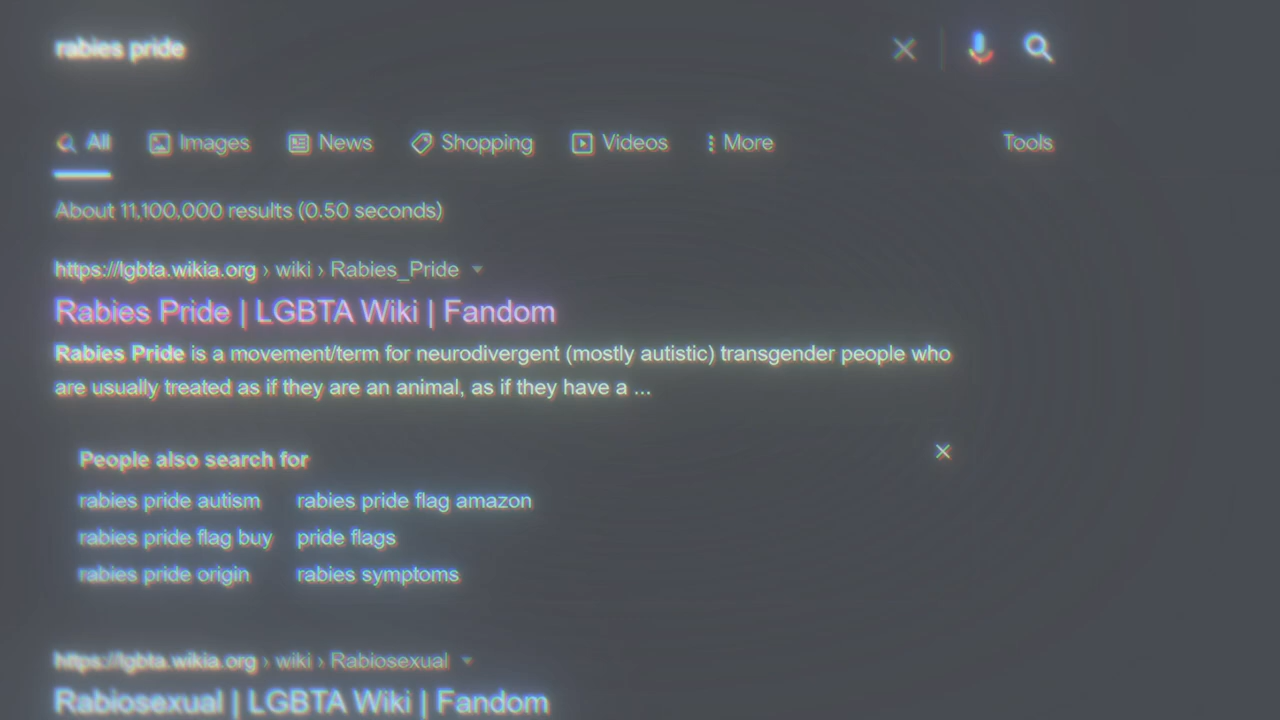 rabies pride
All Images News Shopping Videos More Tools
About 11,100,000 results (0.50 seconds)
https://lgbta.wikia.org › wiki › Rabies_Pride
Rabies Pride | LGBTA Wiki | Fandom
Rabies Pride is a movement/term for neurodivergent (mostly autistic) transgender people who
are usually treated as if they are an animal, as if they have a ...
People also search for
rabies pride autism rabies pride flag amazon
rabies pride flag buy pride flags
rabies pride origin rabies symptoms
https://lgbta.wikia.org › wiki › Rabiosexual
Rabiosexual | LGBTA Wiki | Fandom